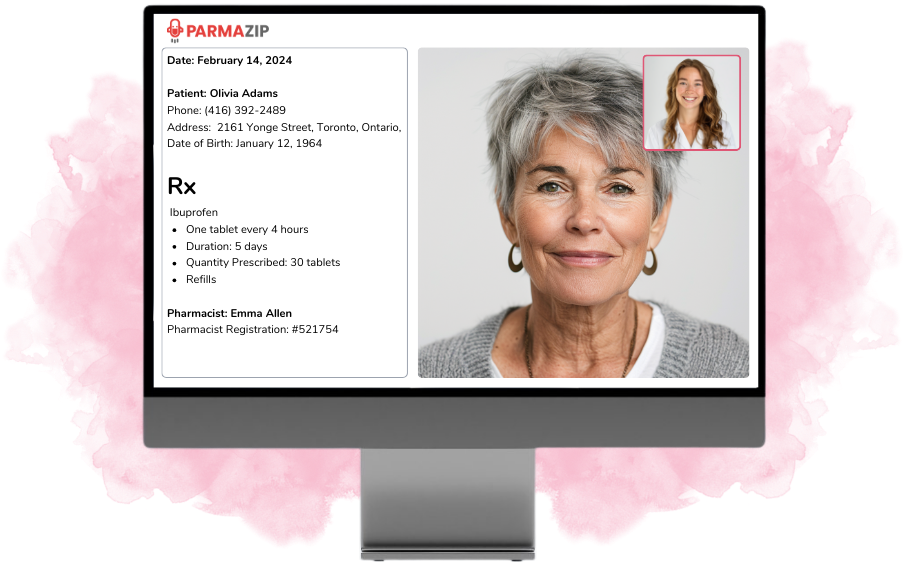 PARMAZIP
Date: February 14, 2024
Patient: Olivia Adams
Phone: (416) 392-2489
Address:  2161 Yonge Street, Toronto, Ontario,
Date of Birth: January 12, 1964
Rx
Ibuprofen
• One tablet every 4 hours
• Duration: 5 days
• Quantity Prescribed: 30 tablets
• Refills
Pharmacist: Emma Allen
Pharmacist Registration: #521754